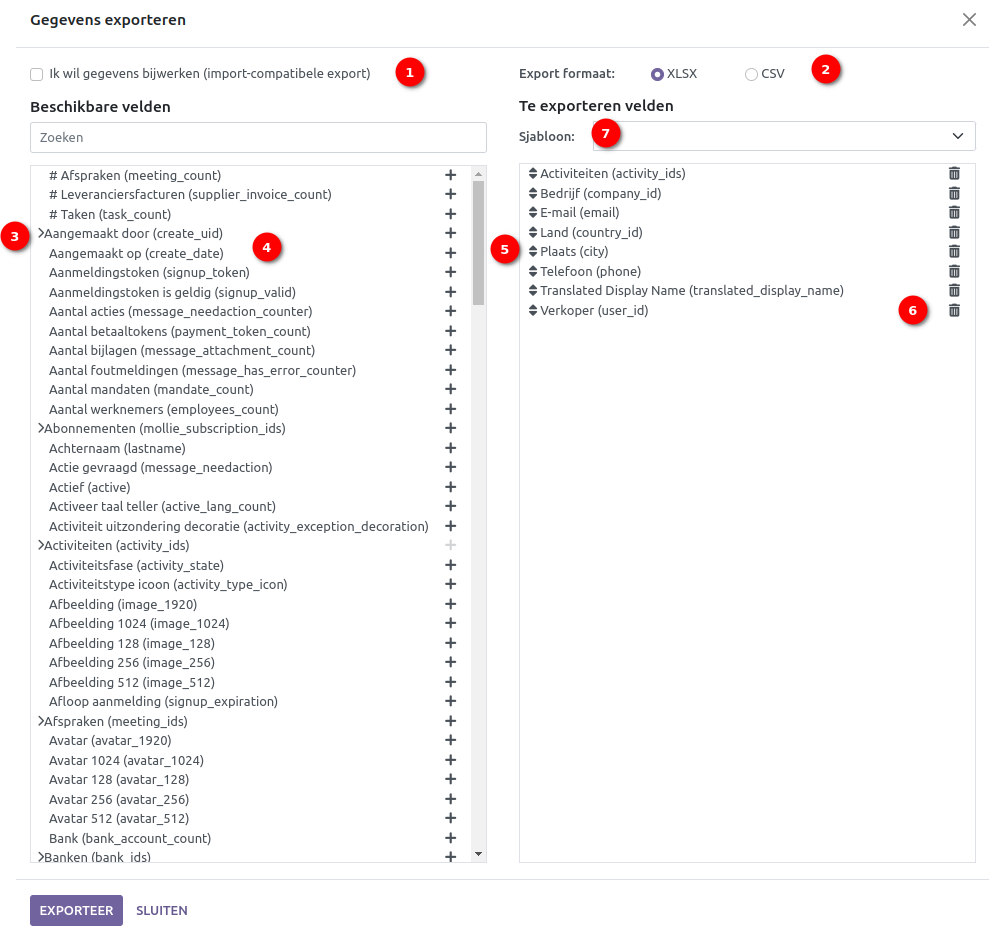 Gegevens exporteren
Ik wil gegevens bijwerken (import-compatibele export)
1
Export formaat:
XLSX
CSV
2
Beschikbare velden
Zoeken
# Afspraken (meeting_count)
# Leveranciersfacturen (supplier_invoice_count)
# Taken (task_count)
3
Aangemaakt door (create_uid)
Aangemaakt op (create_date)
4
Aanmeldingstoken (signup_token)
Aanmeldingstoken is geldig (signup_valid)
Aantal acties (message_needaction_counter)
Aantal betaaltokens (payment_token_count)
Aantal bijlagen (message_attachment_count)
Aantal foutmeldingen (message_has_error_counter)
Aantal mandaten (mandate_count)
Aantal werknemers (employees_count)
Abonnementen (mollie_subscription_ids)
Achternaam (lastname)
Actie gevraagd (message_needaction)
Actief (active)
Activeer taal teller (active_lang_count)
Activiteit uitzondering decoratie (activity_exception_decoration)
Activiteiten (activity_ids)
Activiteitsfase (activity_state)
Activiteitstype icoon (activity_type_icon)
Afbeelding (image_1920)
Afbeelding 1024 (image_1024)
Afbeelding 128 (image_128)
Afbeelding 256 (image_256)
Afbeelding 512 (image_512)
Afloop aanmelding (signup_expiration)
Afspraken (meeting_ids)
Avatar (avatar_1920)
Avatar 1024 (avatar_1024)
Avatar 128 (avatar_128)
Avatar 256 (avatar_256)
Avatar 512 (avatar_512)
Bank (bank_account_count)
Banken (bank_ids)
Te exporteren velden
Sjabloon:
7
Activiteiten (activity_ids)
Bedrijf (company_id)
E-mail (email)
Land (country_id)
5
Plaats (city)
Telefoon (phone)
Translated Display Name (translated_display_name)
Verkoper (user_id)
6
EXPORTEER
SLUITEN